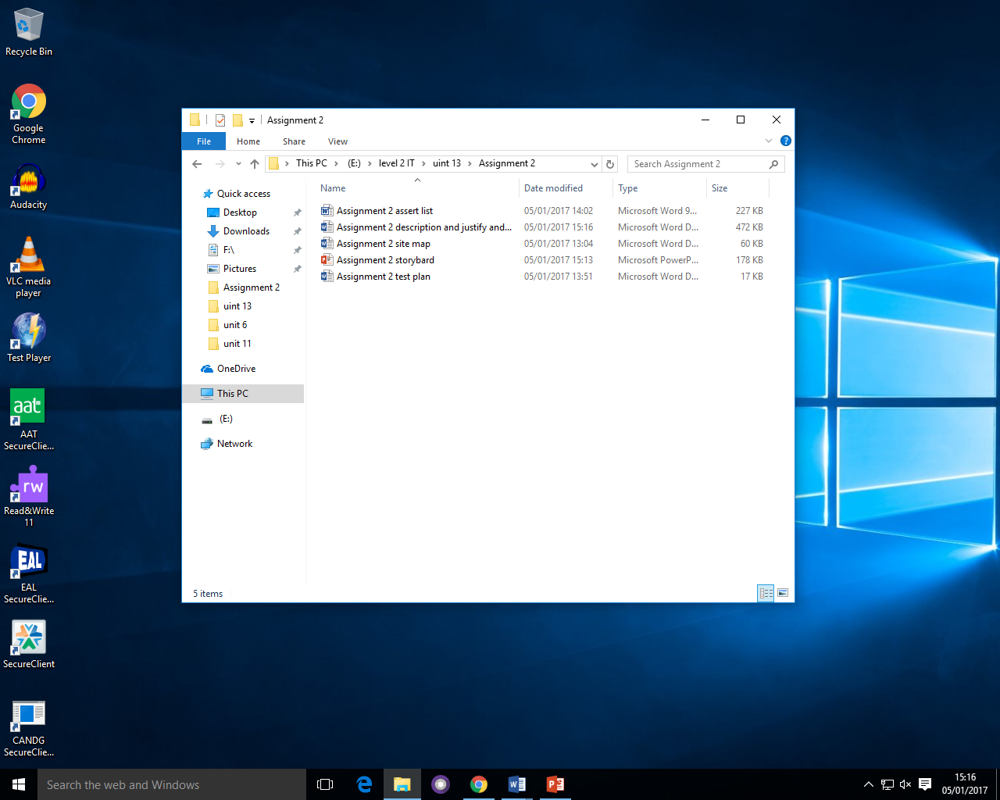 Recycle Bin
Google
Chrome
Audacity
VLC media
player
Test Player
aat
AAT
SecureClie...
rw
Read&Write
11
EAL
EAL
SecureClie...
SecureClient
CANDG
SecureClie...
Assignment 2
File Home Share View
This PC (E:) level 2 IT uint 13 Assignment 2
Search Assignment 2
Quick access
Desktop
Downloads
F:\
Pictures
Assignment 2
uint 13
unit 6
unit 11
OneDrive
This PC
(E:)
Network
Name Date modified Type Size
Assignment 2 assert list 05/01/2017 14:02 Microsoft Word 9... 227 KB
Assignment 2 description and justify and... 05/01/2017 15:16 Microsoft Word D... 472 KB
Assignment 2 site map 05/01/2017 13:04 Microsoft Word D... 60 KB
Assignment 2 storybard 05/01/2017 15:13 Microsoft PowerP... 178 KB
Assignment 2 test plan 05/01/2017 13:51 Microsoft Word D... 17 KB
5 items
Search the web and Windows
15:16
05/01/2017